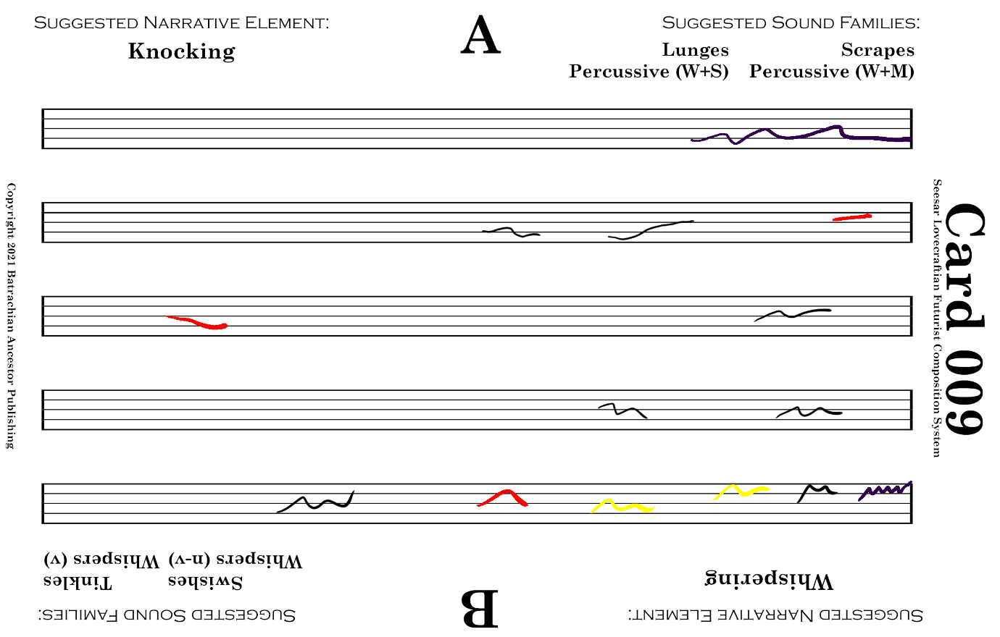 Suggested Narrative Element:
Knocking
A
Suggested Sound Families:
Lunges Scrapes
Percussive (W+S) Percussive (W+M)
Copyright 2021 Batrachian Ancestor Publishing
Card 009
Seesar Lovecraftian Futurist Composition System
B
Suggested Narrative Element:
Whispering
Suggested Sound Families:
Swishes Tinkles
Whispers (n-v) Whispers (v)